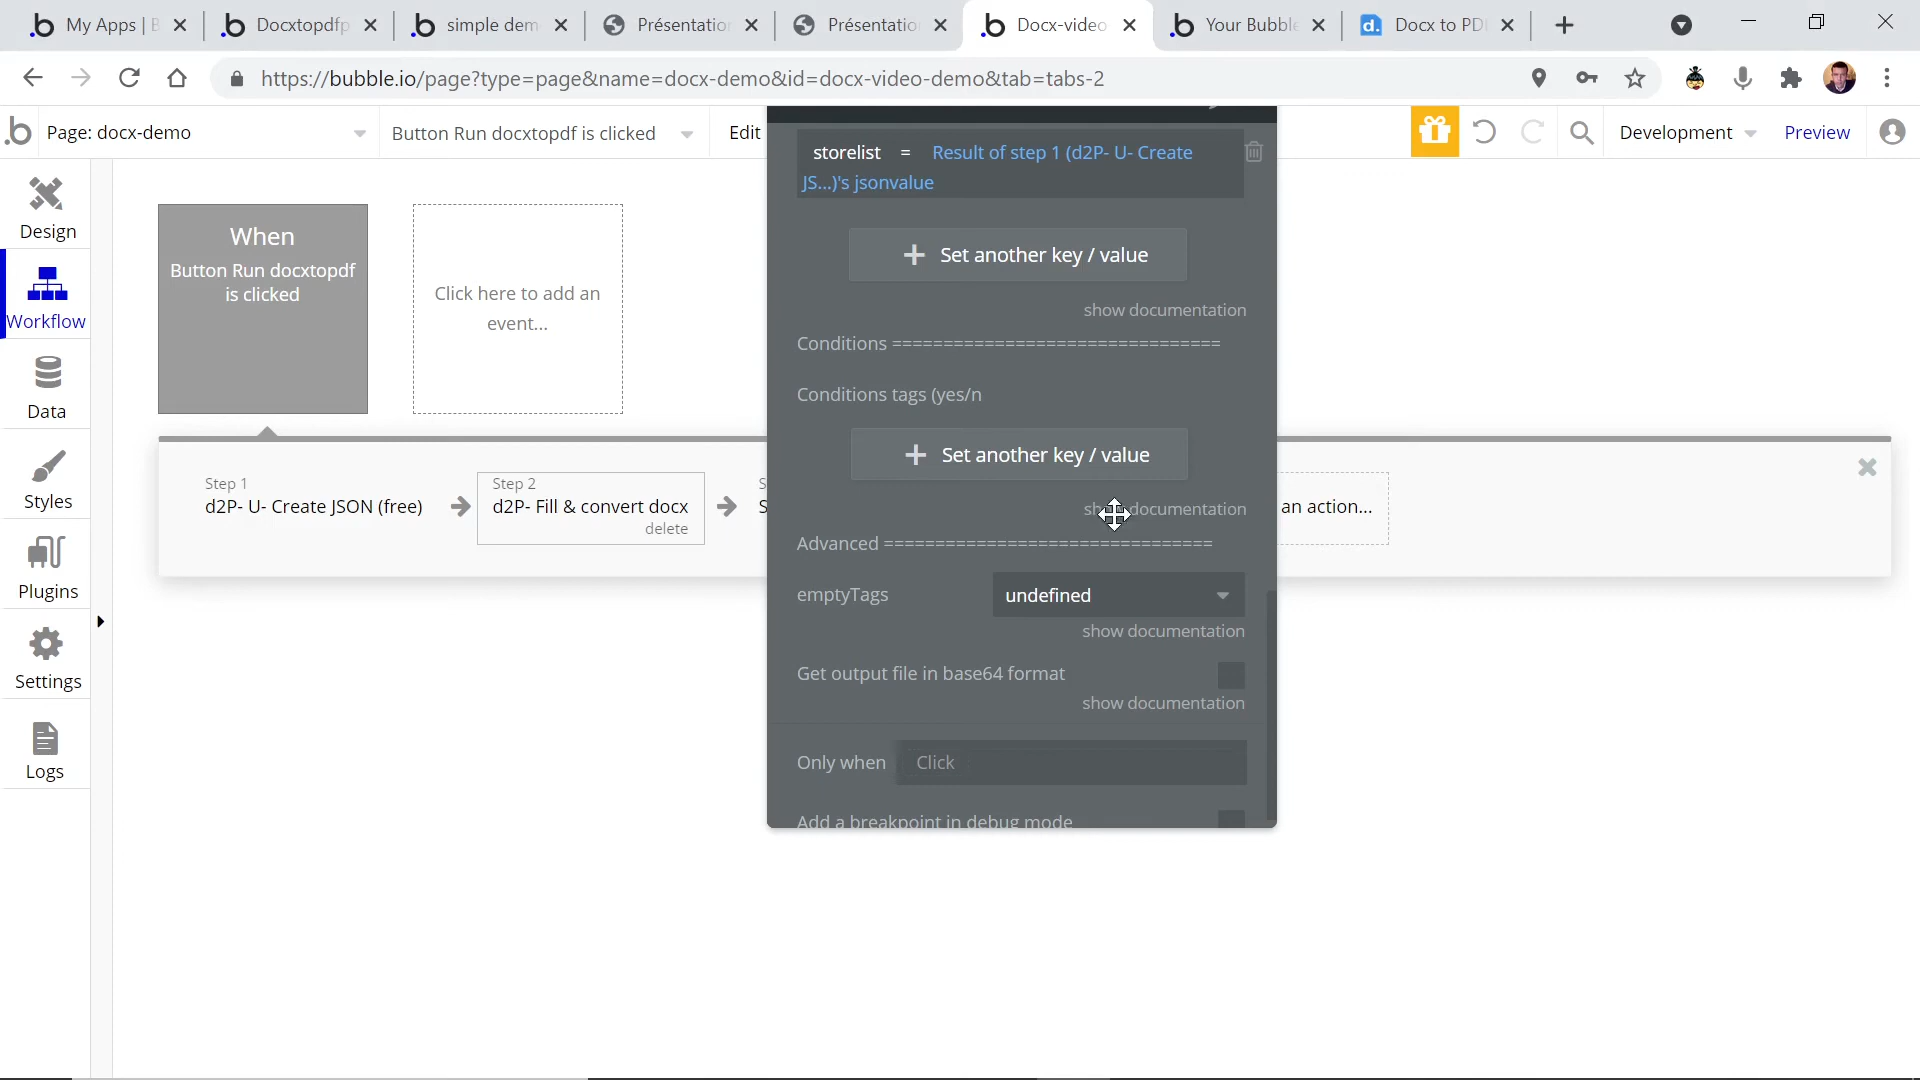 My Apps | B
Docxtopdfp
simple dem
Présentation
Présentatio
Docx-video
Your Bubble
Docx to PD
https://bubble.io/page?type=page&name=docx-demo&id=docx-video-demo&tab=tabs-2
Page: docx-demo
Button Run docxtopdf is clicked
Edit
Development
Preview
Design
Workflow
Data
Styles
Plugins
Settings
Logs
When
Button Run docxtopdf
is clicked
Click here to add an
event...
Step 1
d2P- U- Create JSON (free)
Step 2
d2P- Fill & convert docx
delete
S
S
an action...
storelist = Result of step 1 (d2P- U- Create
JS...)'s jsonvalue
Set another key / value
show documentation
Conditions ================================
Conditions tags (yes/n
Set another key / value
show documentation
Advanced ================================
emptyTags
undefined
show documentation
Get output file in base64 format
show documentation
Only when
Click
Add a breakpoint in debug mode